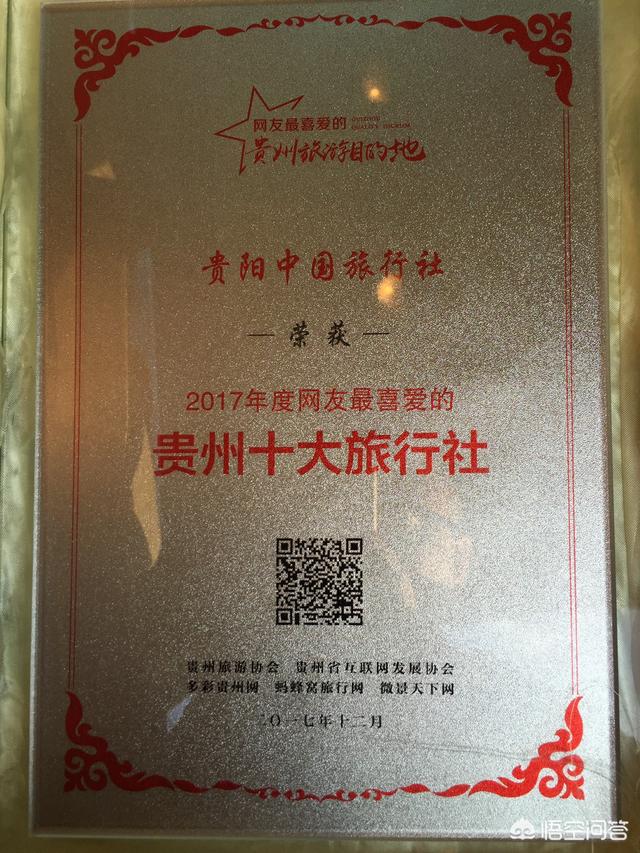 网友最喜爱的
GUIZHOU
QUALITY TOURISM
贵州旅游目的地
贵阳中国旅行社
— 荣获 —
2017年度网友最喜爱的
贵州十大旅行社
贵州旅游协会 贵州省互联网发展协会
多彩贵州网 蚂蜂窝旅行网 微景天下网
二〇一七年十二月
悟空问答